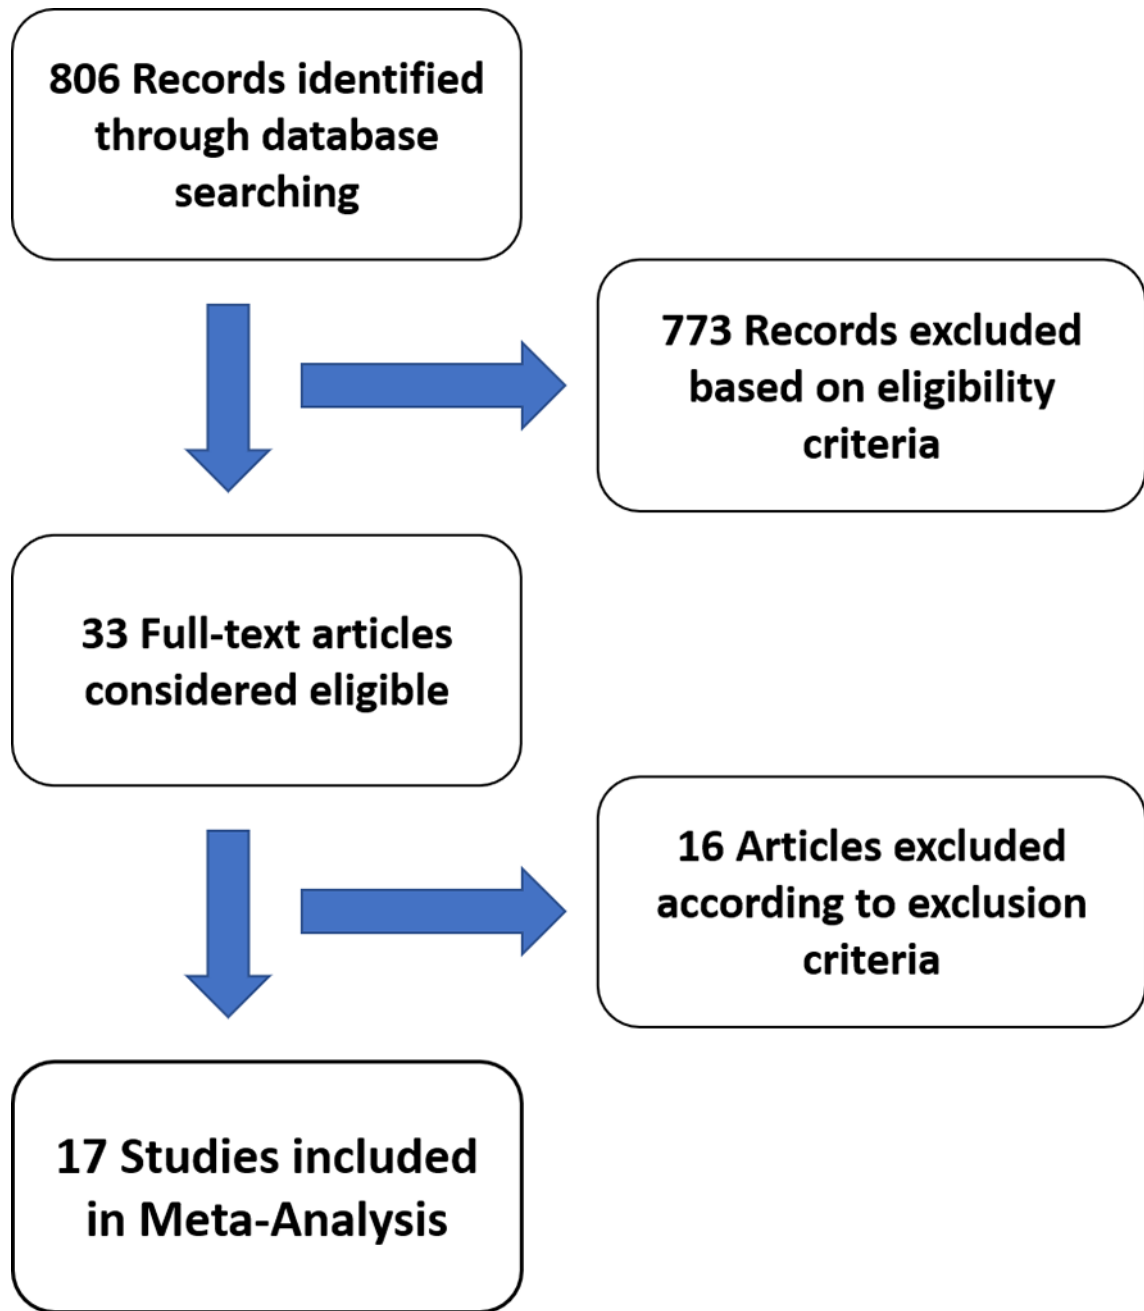 806 Records identified
through database
searching
773 Records excluded
based on eligibility
criteria
33 Full-text articles
considered eligible
16 Articles excluded
according to exclusion
criteria
17 Studies included
in Meta-Analysis